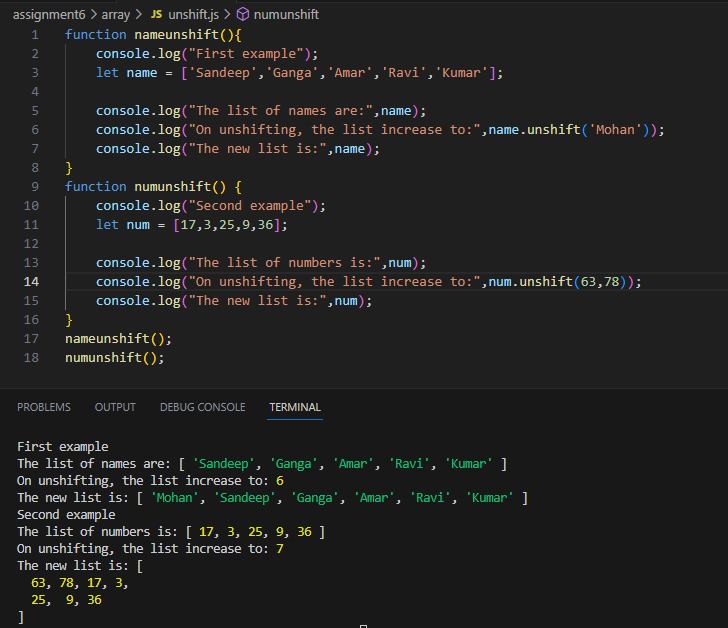 assignment6 > array > JS unshift.js > numunshift
1 function nameunshift(){
2 console.log("First example");
3 let name = ['Sandeep','Ganga','Amar','Ravi','Kumar'];
4
5 console.log("The list of names are:",name);
6 console.log("On unshifting, the list increase to:",name.unshift('Mohan'));
7 console.log("The new list is:",name);
8 }
9 function numunshift() {
10 console.log("Second example");
11 let num = [17,3,25,9,36];
12
13 console.log("The list of numbers is:",num);
14 console.log("On unshifting, the list increase to:",num.unshift(63,78));
15 console.log("The new list is:",num);
16 }
17 nameunshift();
18 numunshift();
PROBLEMS OUTPUT DEBUG CONSOLE TERMINAL
First example
The list of names are: [ 'Sandeep', 'Ganga', 'Amar', 'Ravi', 'Kumar' ]
On unshifting, the list increase to: 6
The new list is: [ 'Mohan', 'Sandeep', 'Ganga', 'Amar', 'Ravi', 'Kumar' ]
Second example
The list of numbers is: [ 17, 3, 25, 9, 36 ]
On unshifting, the list increase to: 7
The new list is: [
63, 78, 17, 3,
25, 9, 36
]